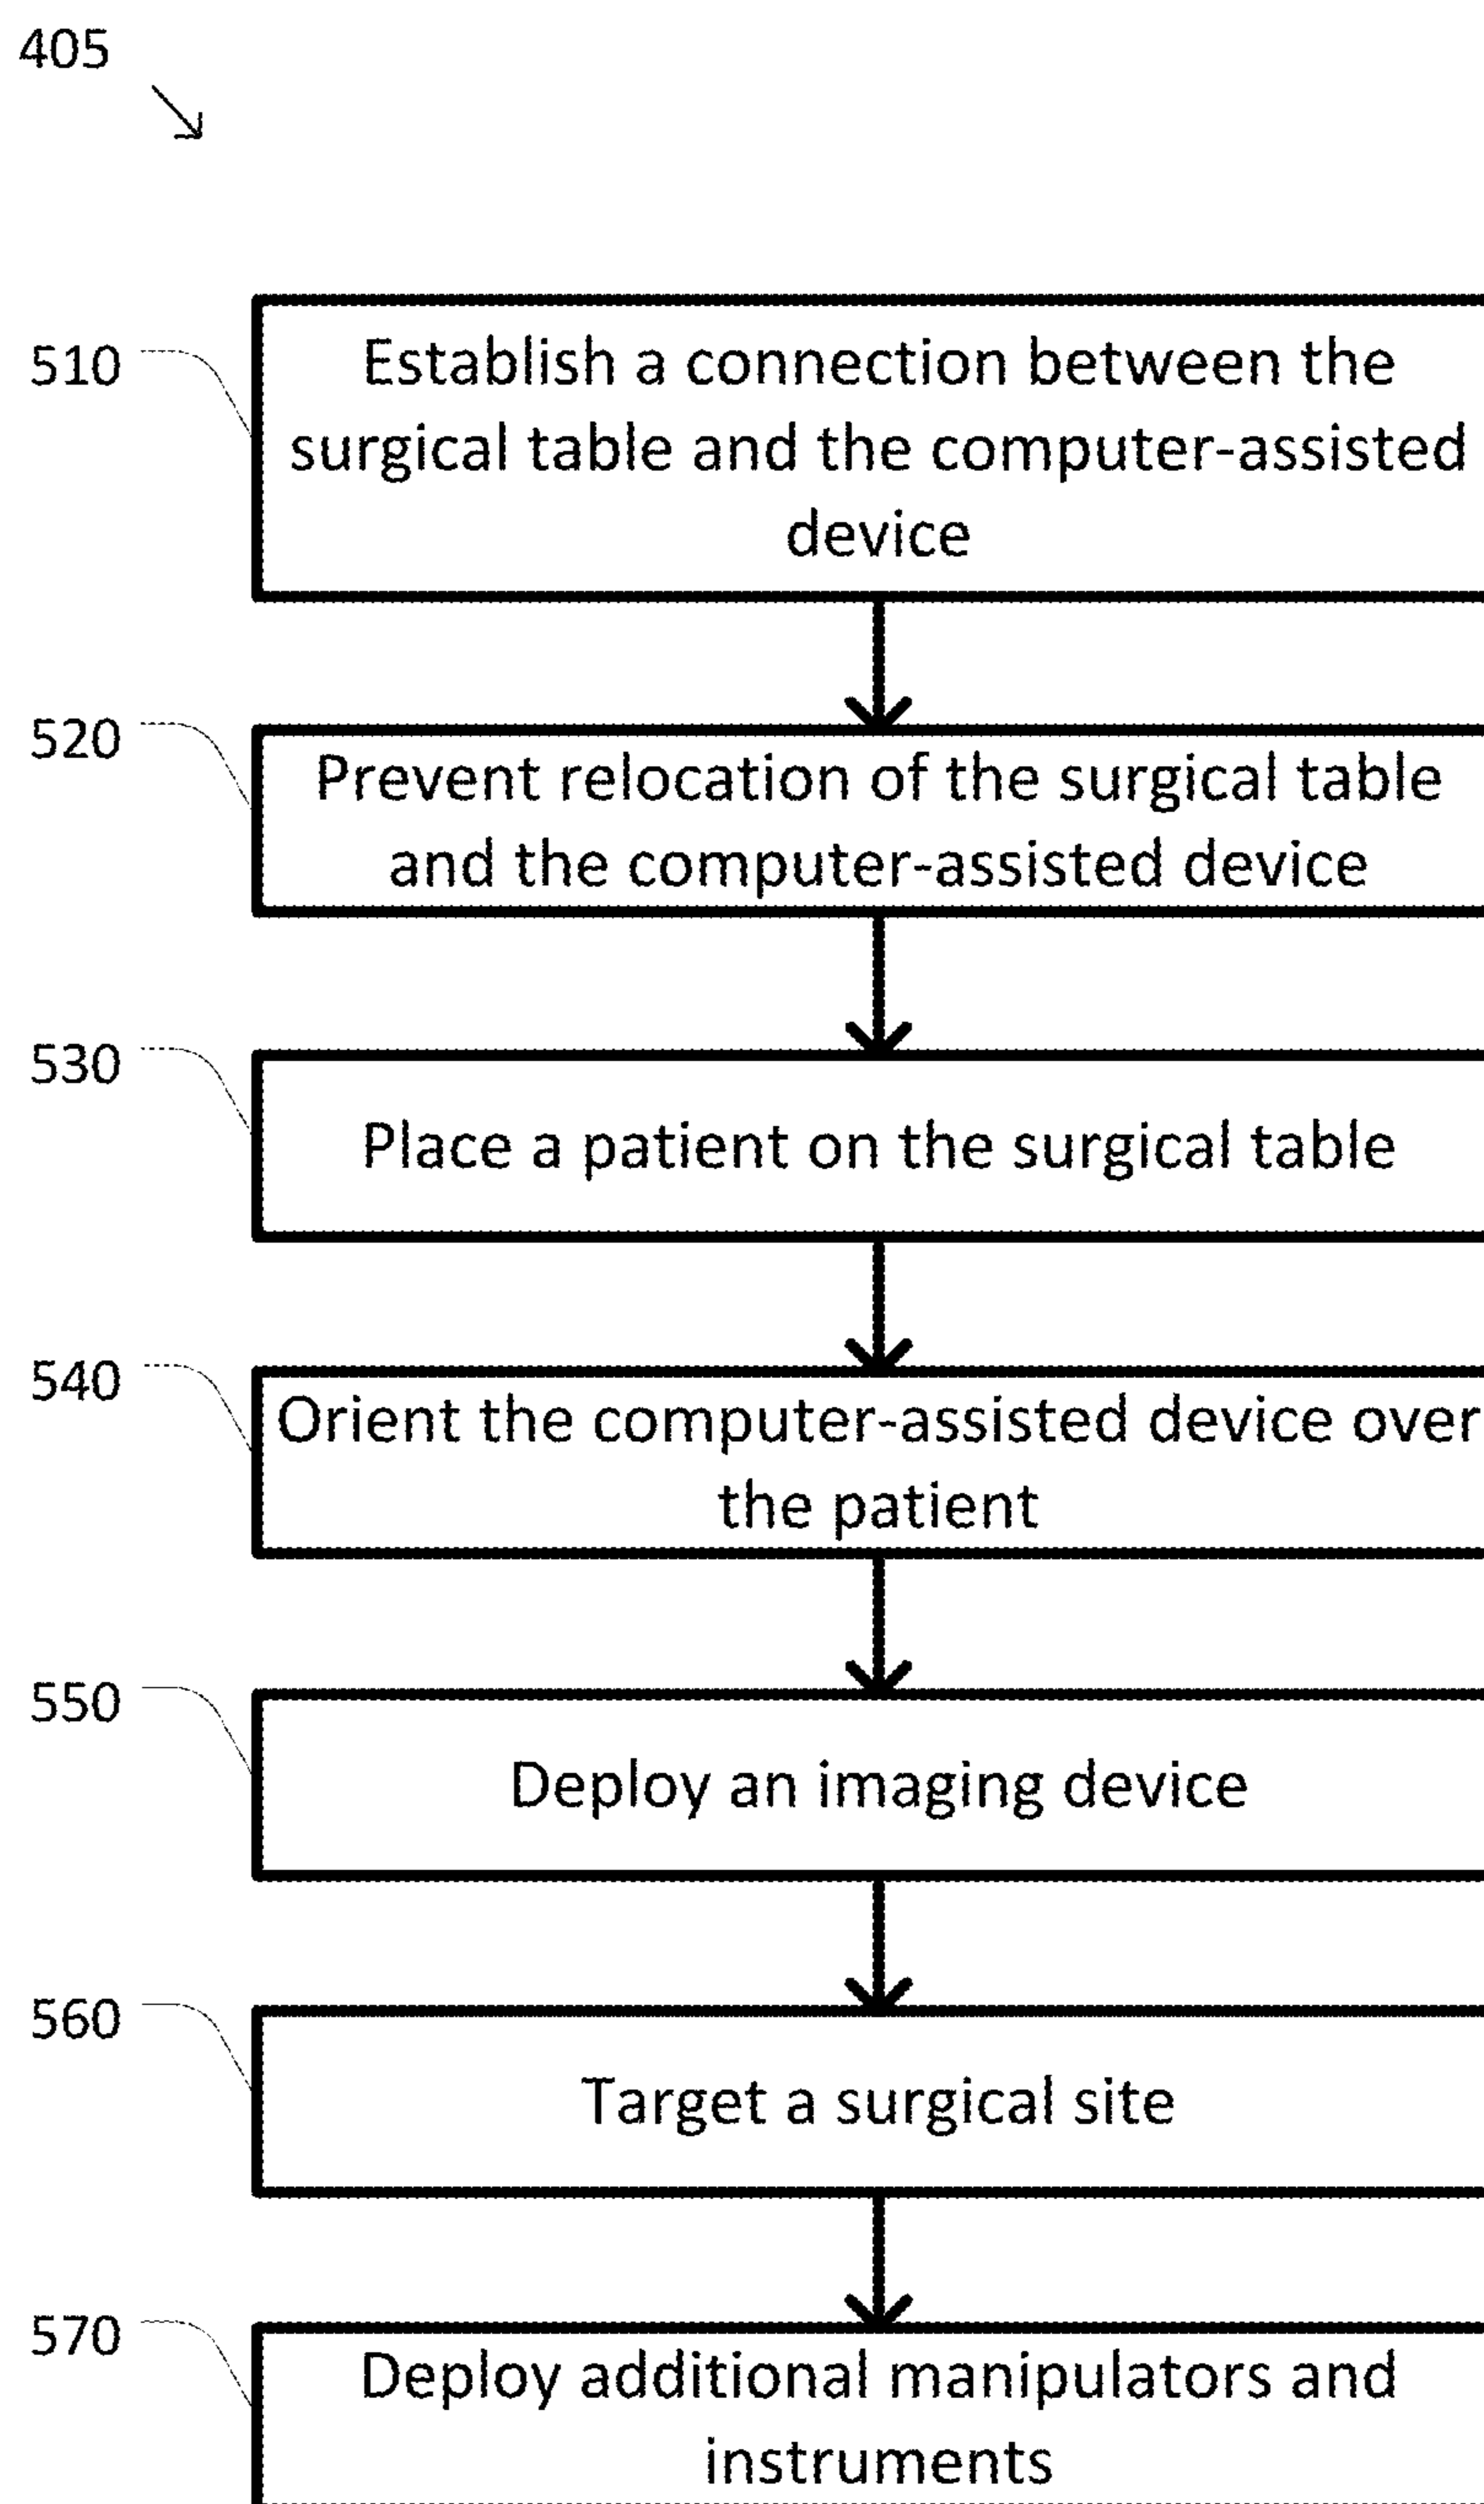 405
510
Establish a connection between the
surgical table and the computer-assisted
device
520
Prevent relocation of the surgical table
and the computer-assisted device
530
Place a patient on the surgical table
540
Orient the computer-assisted device over
the patient
550
Deploy an imaging device
560
Target a surgical site
570
Deploy additional manipulators and
instruments